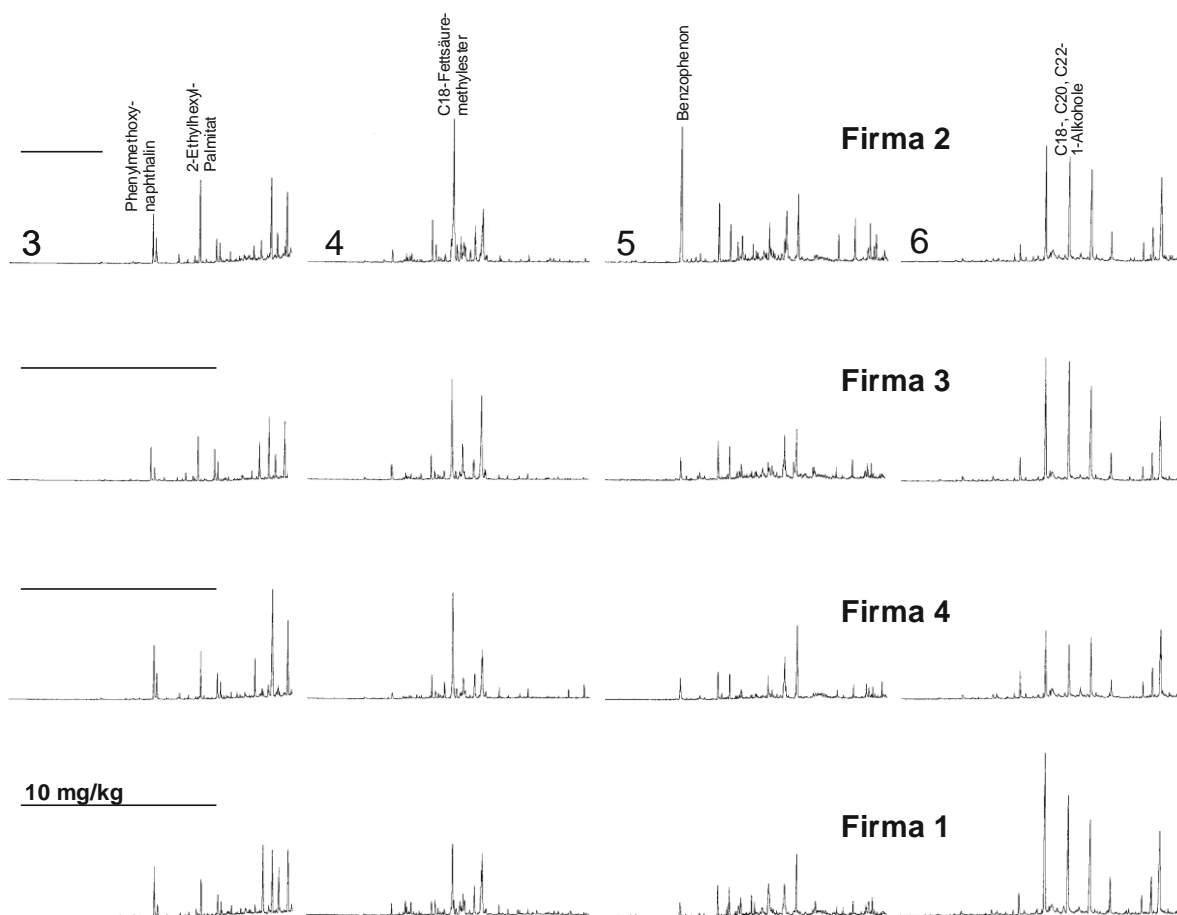 Phenylmethoxy-
naphthalin
2-Ethylhexyl-
Palmitat
C18-Fettsäure-
methylester
Benzophenon
C18-, C20, C22-
1-Alkohole
Firma 2
3
4
5
6
Firma 3
Firma 4
10 mg/kg
Firma 1